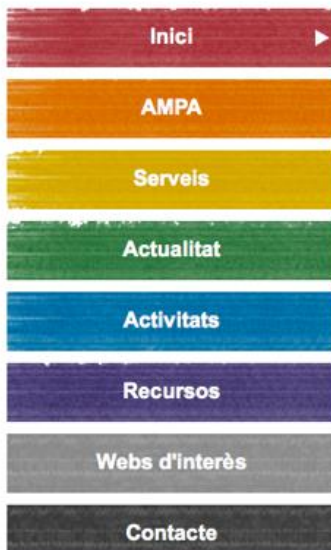 Inici
AMPA
Serveis
Actualitat
Activitats
Recursos
Webs d'interès
Contacte